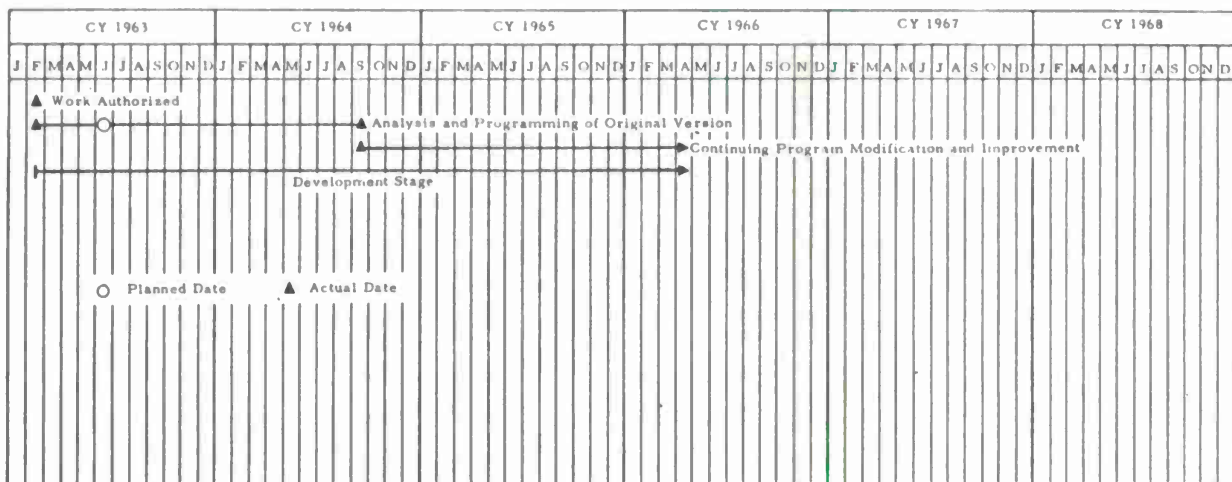 CY 1963 CY 1964 CY 1965 CY 1966 CY 1967 CY 1968
J F M A M J J A S O N D J F M A M J J A S O N D J F M A M J J A S O N D J F M A M J J A S O N D J F M A M J J A S O N D J F M A M J J A S O N D
Work Authorized
Analysis and Programming of Original Version
Continuing Program Modification and Improvement
Development Stage
Planned Date Actual Date